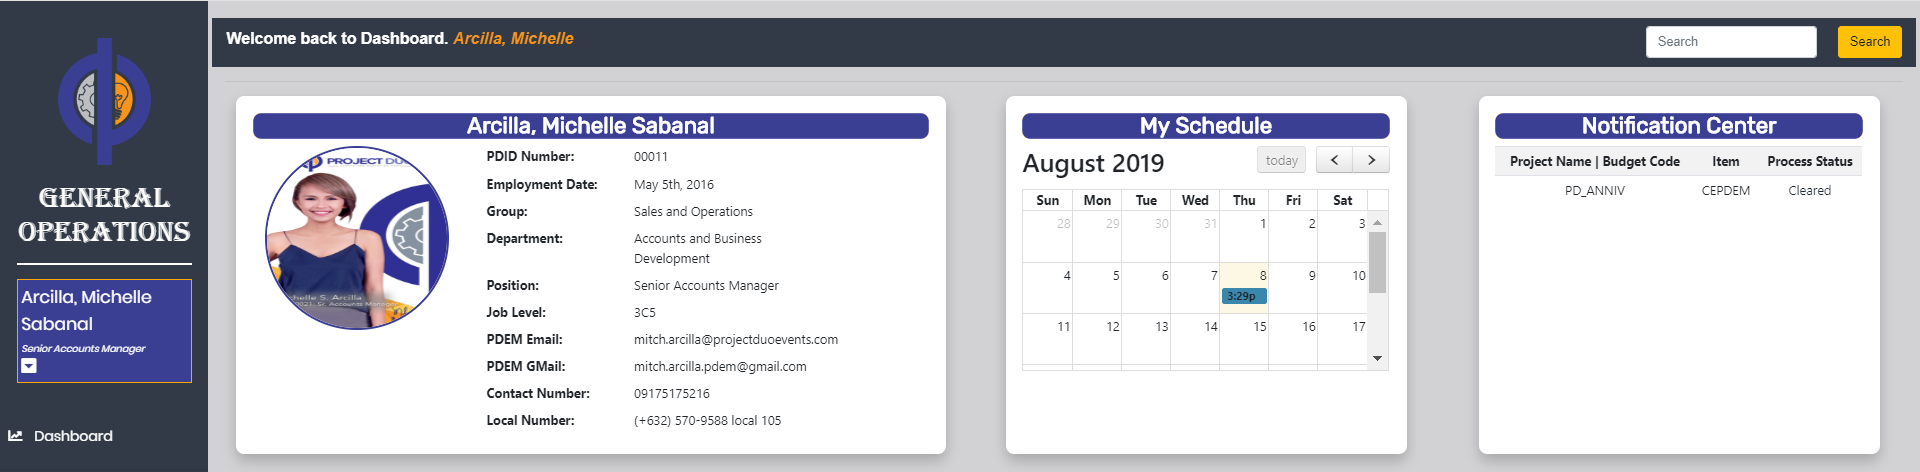 GENERAL
OPERATIONS
Arcilla, Michelle
Sabanal
Senior Accounts Manager
Dashboard
Welcome back to Dashboard. Arcilla, Michelle
Search
Search
Arcilla, Michelle Sabanal
PROJECT DU
PDID Number: 00011
Employment Date: May 5th, 2016
Group: Sales and Operations
Department: Accounts and Business
Development
Position: Senior Accounts Manager
Job Level: 3C5
PDEM Email: mitch.arcilla@projectduoevents.com
PDEM GMail: mitch.arcilla.pdem@gmail.com
Contact Number: 09175175216
Local Number: (+632) 570-9588 local 105
My Schedule
August 2019
today
Sun Mon Tue Wed Thu Fri Sat
28 29 30 31 1 2 3
4 5 6 7 8 9 10
3:29p
11 12 13 14 15 16 17
Notification Center
Project Name | Budget Code Item Process Status
PD_ANNIV CEPDEM Cleared